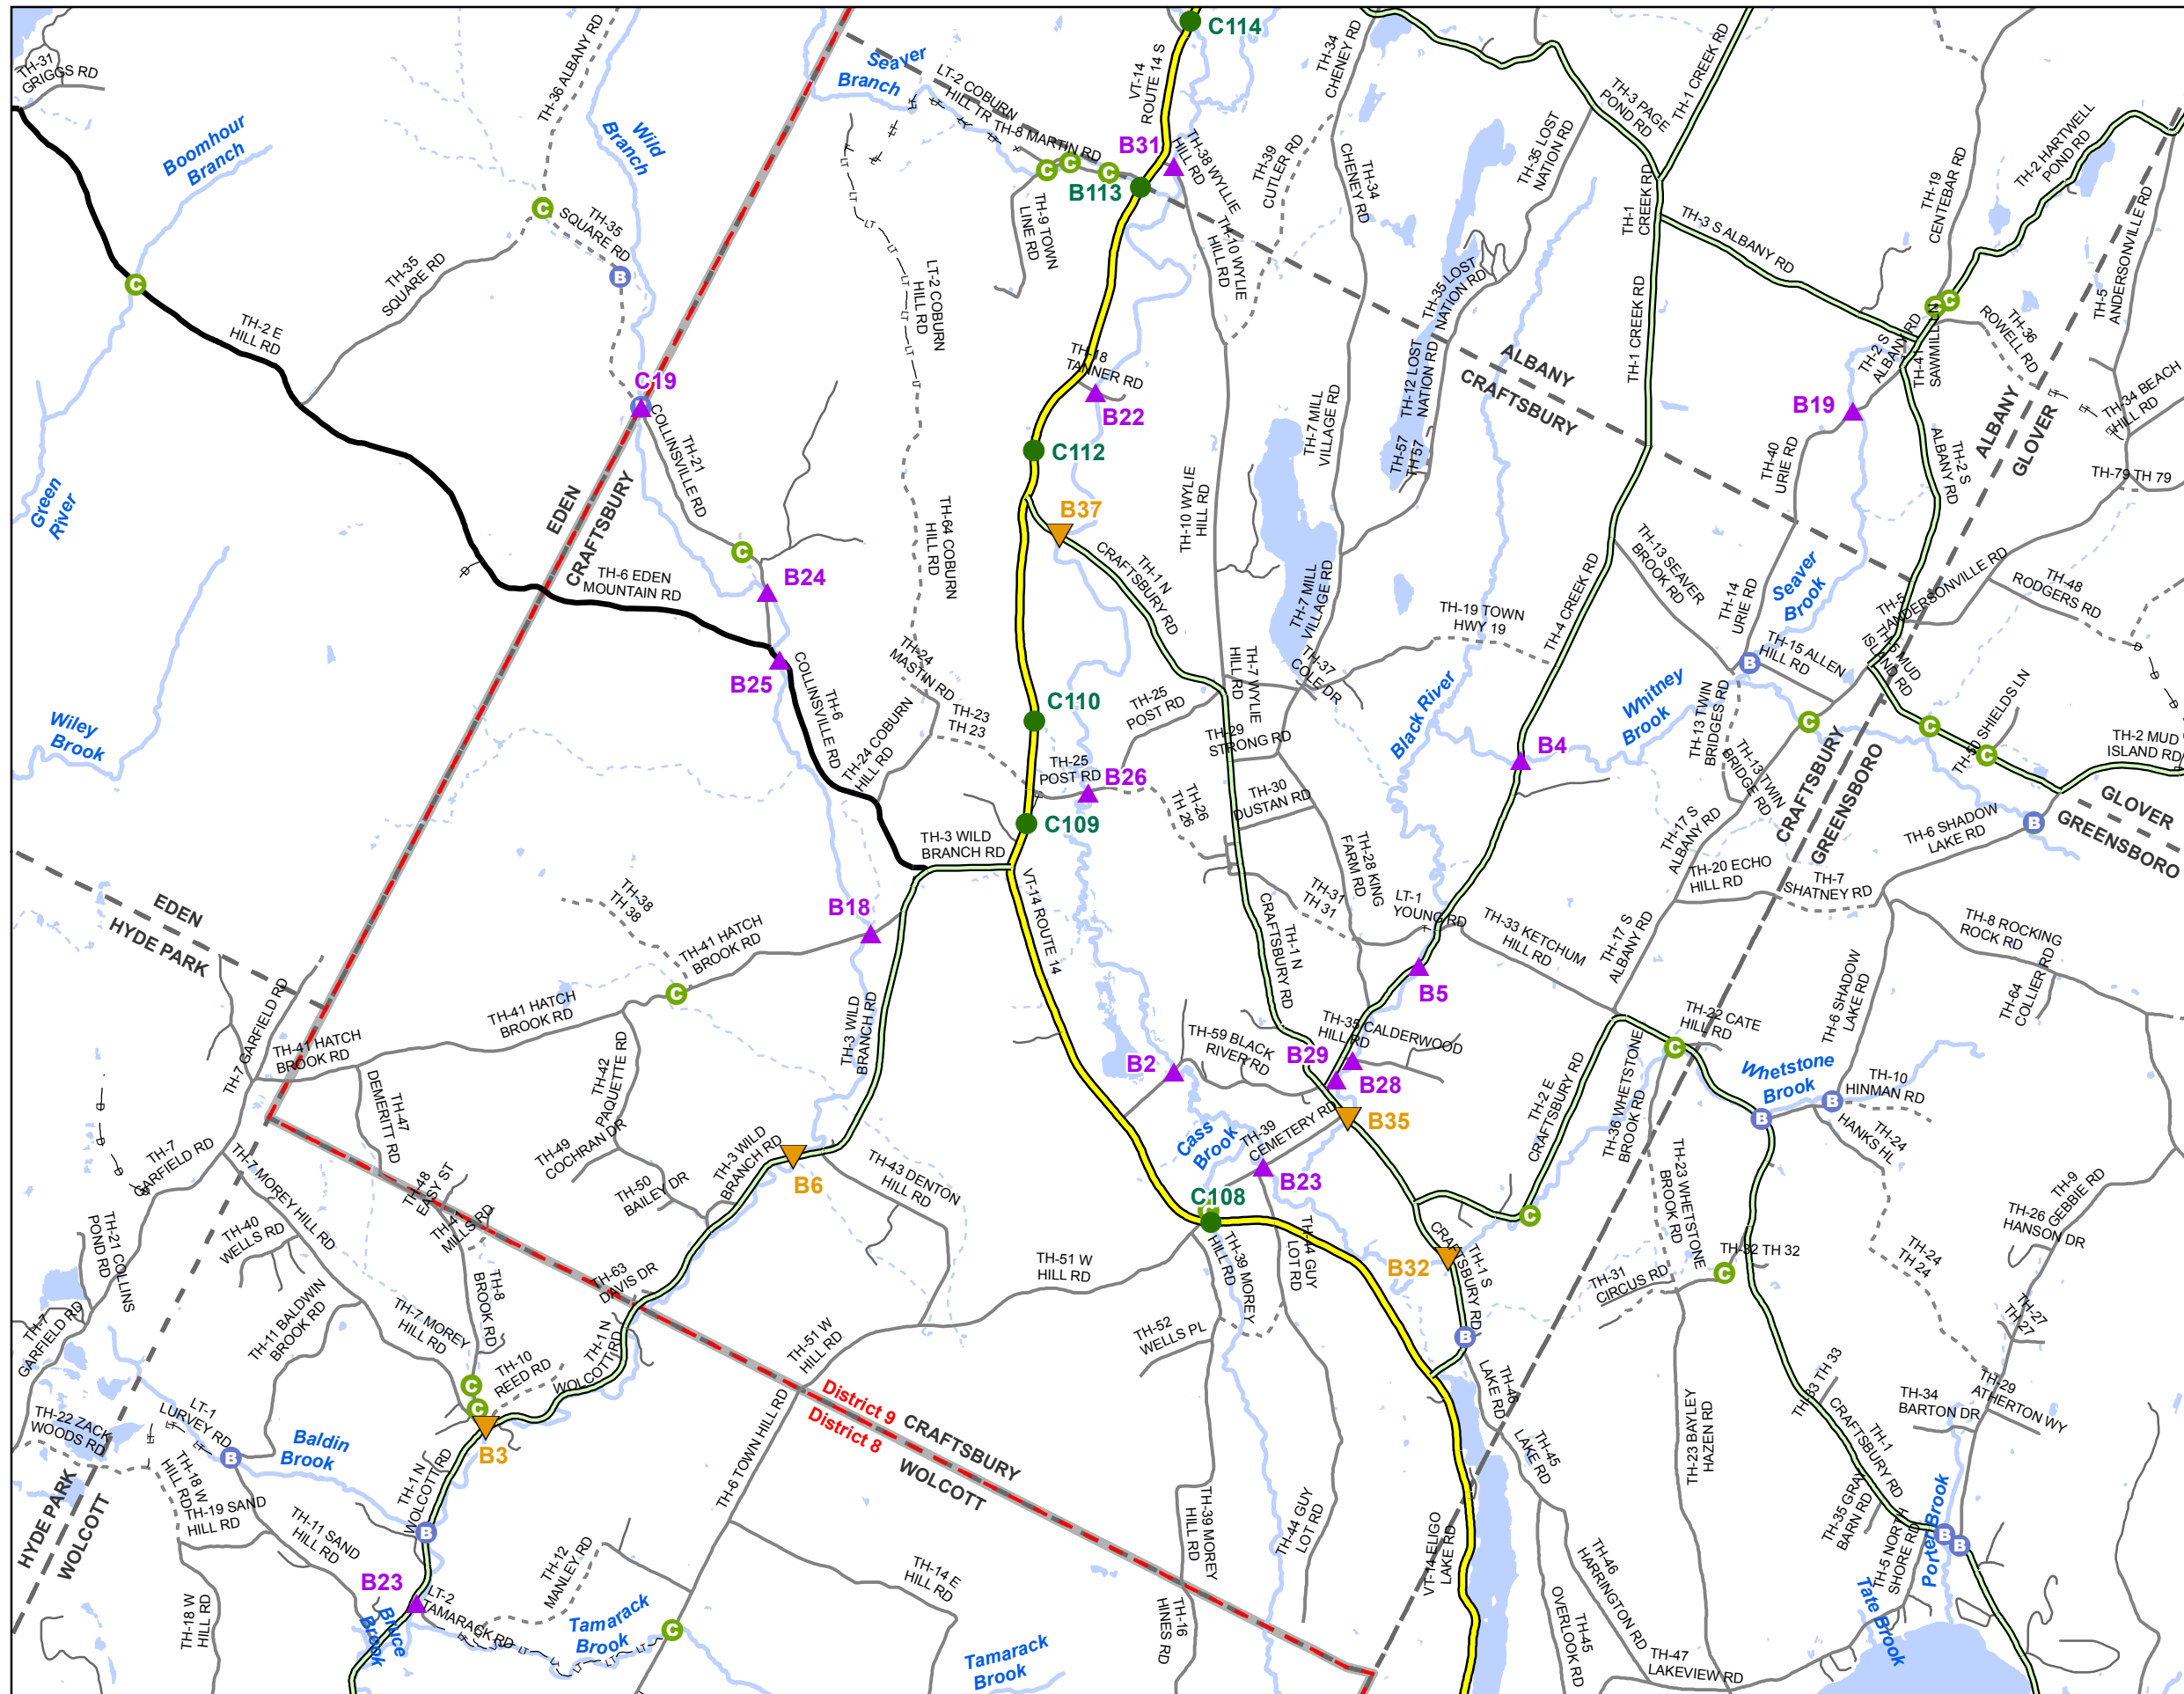 TH-31
GRIGGS RD
Boomhour
Branch
TH-36 ALBANY RD
Wild
Branch
Seaver
Branch
LT-2 COBURN
HILL TR
TH-8 MARTIN RD
VT-14
ROUTE 14 S
C114
B31
B113
TH-38 WYLLIE
HILL RD
TH-39
CUTLER RD
TH-34
CHENEY RD
TH-34
CHENEY RD
TH-35 LOST
NATION RD
TH-3 PAGE
POND RD
TH-1 CREEK RD
TH-1
CREEK RD
TH-19
CENTEBAR RD
TH-2 HARTWELL
POND RD
TH-3 S ALBANY RD
TH-5
ANDERSONVILLE RD
TH-35
SQUARE RD
TH-35
SQUARE RD
TH-2 E
HILL RD
Green
River
C19
TH-21
COLLINSVILLE RD
LT-2 COBURN
HILL RD
TH-9 TOWN
LINE RD
TH-10 WYLIE
HILL RD
TH-18
TANNER RD
B22
C112
B37
TH-35 LOST
NATION RD
TH-12 LOST
NATION RD
TH-57
TH 57
TH-7 MILL
VILLAGE RD
ALBANY
CRAFTSBURY
TH-1 CREEK RD
B19
TH-2 S
ALBANY RD
TH-4
SAWMILL
TH-36
ROWELL RD
ALBANY
GLOVER
TH-34 BEACH
HILL RD
TH-79 TH 79
TH-2 S
ALBANY RD
TH-40
URIE RD
EDEN
CRAFTSBURY
TH-6 EDEN
MOUNTAIN RD
B24
B25
TH-64 COBURN
HILL RD
TH-10 WYLIE
HILL RD
TH-1 N
CRAFTSBURY RD
TH-7 MILL
VILLAGE RD
TH-19 TOWN
HWY 19
TH-4 CREEK RD
TH-13 SEAVER
BROOK RD
TH-14
URIE RD
Seaver
Brook
TH-5
ANDERSONVILLE RD
TH-48
RODGERS RD
TH-15 ALLEN
HILL RD
TH-5 MUD
ISLAND RD
Wiley
Brook
TH-6
COLLINSVILLE RD
TH-24
MASTIN RD
TH-24 COBURN
HILL RD
TH-23
TH 23
C110
TH-25
POST RD
TH-25
POST RD
B26
C109
TH-7 WYLIE
HILL RD
TH-37
COLE DR
TH-29
STRONG RD
TH-30
DUSTAN RD
TH-26
TH 26
Black River
Whitney
Brook
B4
TH-13 TWIN
BRIDGES RD
TH-13 TWIN
BRIDGE RD
TH-50 SHIELDS LN
TH-2 MUD
ISLAND RD
GLOVER
GREENSBORO
CRAFTSBURY
GREENSBORO
TH-6 SHADOW
LAKE RD
TH-3 WILD
BRANCH RD
VT-14 ROUTE 14
TH-28 KING
FARM RD
TH-31
TH 31
LT-1
YOUNG RD
TH-33 KETCHUM
HILL RD
TH-17 S
ALBANY RD
TH-17 S
ALBANY RD
TH-20 ECHO
HILL RD
TH-7
SHATNEY RD
TH-8 ROCKING
ROCK RD
TH-64
COLLIER RD
TH-6 SHADOW
LAKE RD
EDEN
HYDE PARK
TH-38
TH 38
TH-41 HATCH
BROOK RD
B18
TH-41 HATCH
BROOK RD
TH-41 HATCH
BROOK RD
TH-7 GARFIELD RD
TH-3 WILD
BRANCH RD
TH-1 N
CRAFTSBURY RD
B5
TH-35 CALDERWOOD
HILL RD
TH-59 BLACK
RIVER RD
B2
B29
B28
B35
TH-22 CATE
HILL RD
Whetstone
Brook
TH-10
HINMAN RD
TH-24
HANKS HL
TH-47
DEMERITT RD
TH-42
PAQUETTE RD
TH-49
COCHRAN DR
TH-50
BAILEY DR
TH-3 WILD
BRANCH RD
B6
TH-43 DENTON
HILL RD
Cass
Brook
TH-39
CEMETERY RD
B23
C108
TH-2 E
CRAFTSBURY RD
TH-36 WHETSTONE
BROOK RD
TH-23 WHETSTONE
BROOK RD
TH-7
GARFIELD RD
TH-7 MOREY HILL RD
TH-48
EASY ST
MILLS RD
TH-40
WELLS RD
TH-21 COLLINS
POND RD
TH-8
BROOK RD
TH-63
DAVIS DR
TH-51 W
HILL RD
TH-39 MOREY
HILL RD
TH-44 GUY
LOT RD
B32
TH-1 S
CRAFTSBURY RD
TH-31
CIRCUS RD
TH-32 TH 32
TH-24
TH 24
TH-26
HANSON DR
TH-9
GEBBIE RD
TH-27
TH-27
TH-7
GARFIELD RD
TH-11 BALDWIN
BROOK RD
TH-7 MOREY
HILL RD
TH-10
REED RD
TH-1 N
WOLCOTT RD
TH-51 W
HILL RD
TH-52
WELLS PL
TH-46
LAKE RD
TH-45
LAKE RD
TH-33 TH 33
TH-29
ATHERTON WY
TH-34
BARTON DR
TH-1
CRAFTSBURY RD
TH-22 ZACK
WOODS RD
LT-1
LURVEY RD
Baldin
Brook
B3
District 9
District 8
CRAFTSBURY
WOLCOTT
TH-6 TOWN HILL RD
TH-23 BAYLEY
HAZEN RD
TH-35 GRAY
BARN RD
Porter Brook
HYDE PARK
WOLCOTT
TH-18 W
HILL RD
TH-19 SAND
HILL RD
TH-11 SAND
HILL RD
TH-1 N
WOLCOTT RD
TH-12
MANLEY RD
TH-14 E
HILL RD
TH-39 MOREY
HILL RD
TH-44 GUY
LOT RD
VT-14 ELIGO
LAKE RD
TH-46
HARRINGTON RD
TH-5 NORTH
SHORE RD
B23
LT-2
TAMARACK RD
Bruce
Brook
Tamarack
Brook
Tamarack
Brook
TH-18 W
HILL RD
TH-16
HINES RD
TH-45
OVERLOOK RD
TH-47
LAKEVIEW RD
Tate Brook